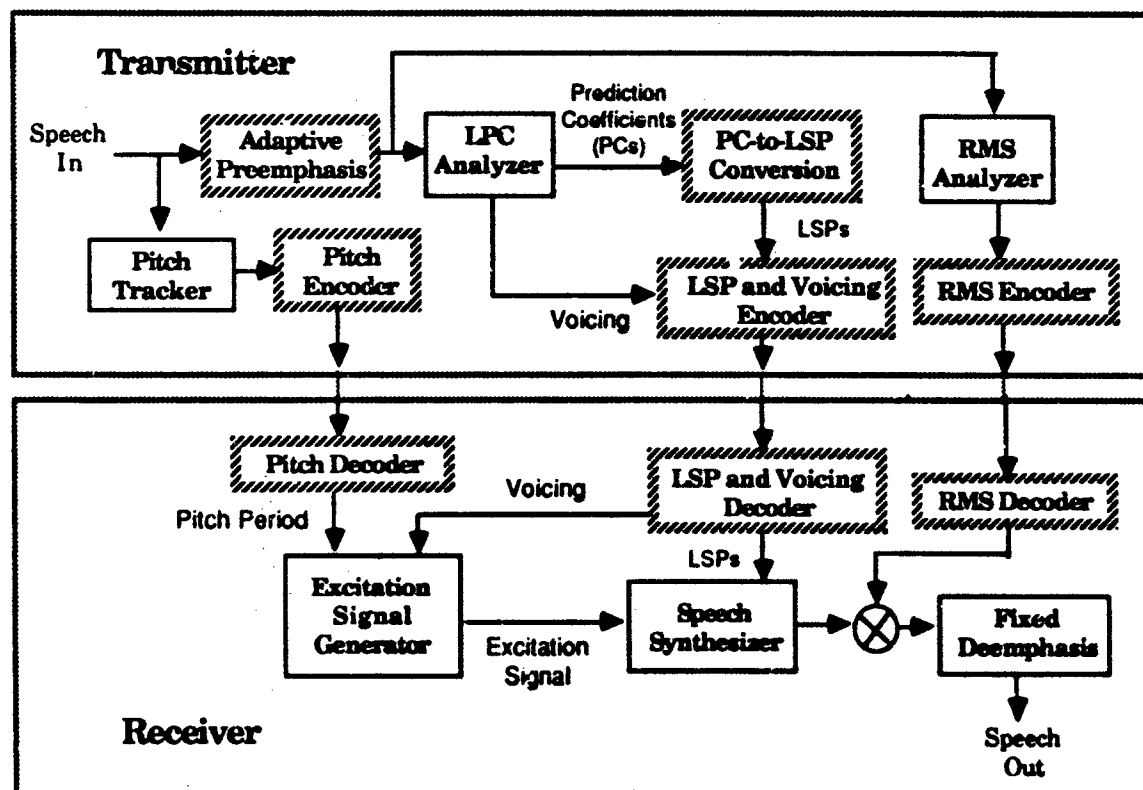 Transmitter
Speech
In
Adaptive
Preemphasis
LPC
Analyzer
Prediction
Coefficients
(PCs)
PC-to-LSP
Conversion
RMS
Analyzer
LSPs
Pitch
Tracker
Pitch
Encoder
Voicing
LSP and Voicing
Encoder
RMS Encoder
Pitch Decoder
Pitch Period
Voicing
LSP and Voicing
Decoder
RMS Decoder
LSPs
Excitation
Signal
Generator
Excitation
Signal
Speech
Synthesizer
Fixed
Deemphasis
Speech
Out
Receiver